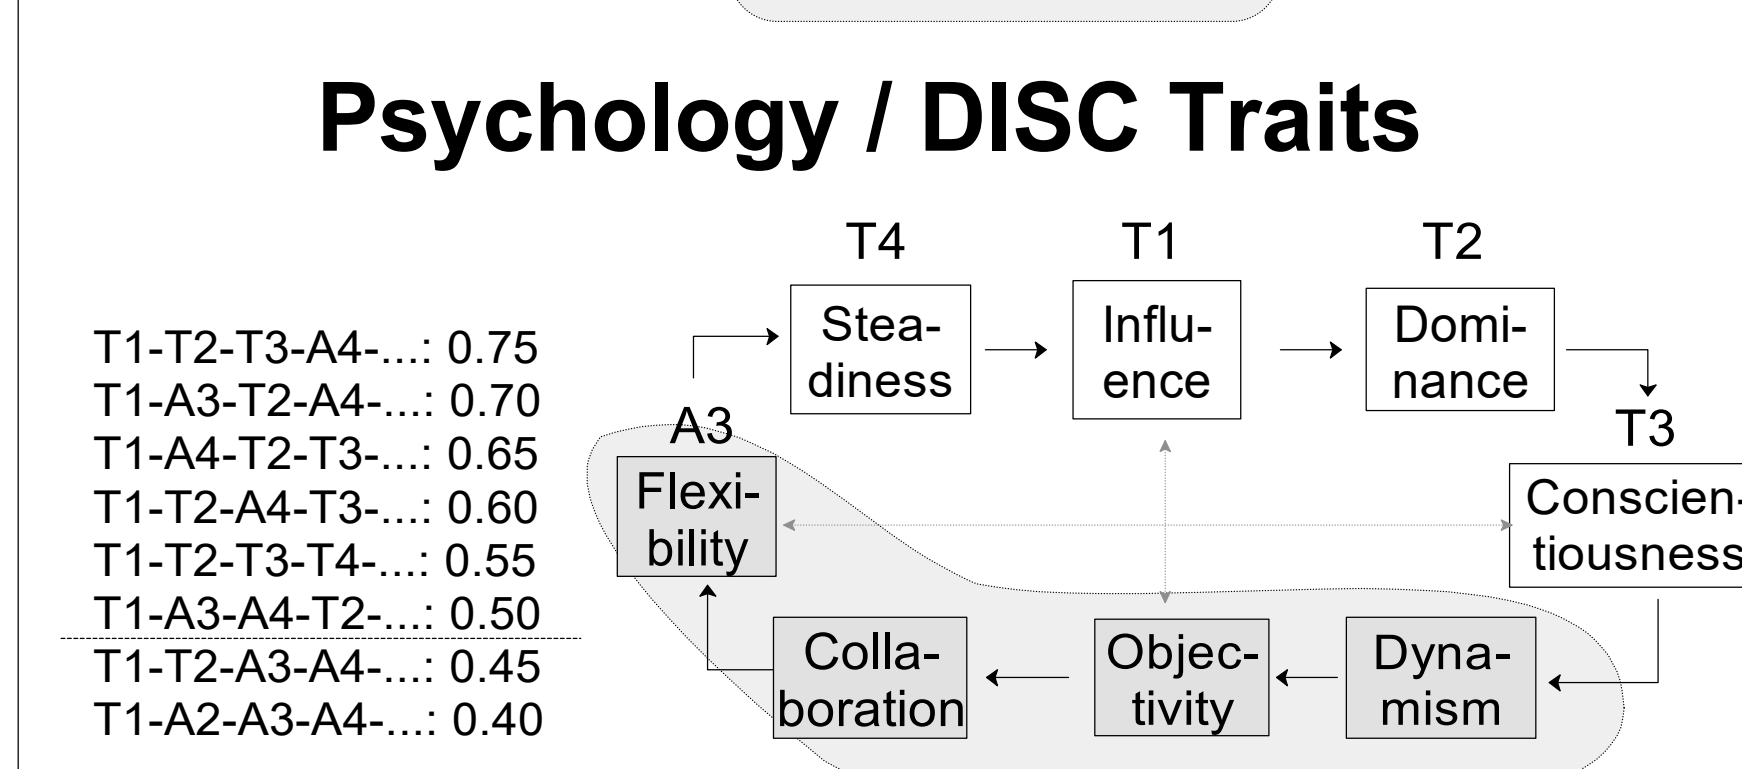 Psychology / DISC Traits
T4
T1
T2
Stea-
diness
Influ-
ence
Domi-
nance
T1-T2-T3-A4-...: 0.75
T1-A3-T2-A4-...: 0.70
T1-A4-T2-T3-...: 0.65
T1-T2-A4-T3-...: 0.60
T1-T2-T3-T4-...: 0.55
T1-A3-A4-T2-...: 0.50
T1-T2-A3-A4-...: 0.45
T1-A2-A3-A4-...: 0.40
A3
T3
Flexi-
bility
Conscien-
tiousness
Colla-
boration
Objec-
tivity
Dyna-
mism